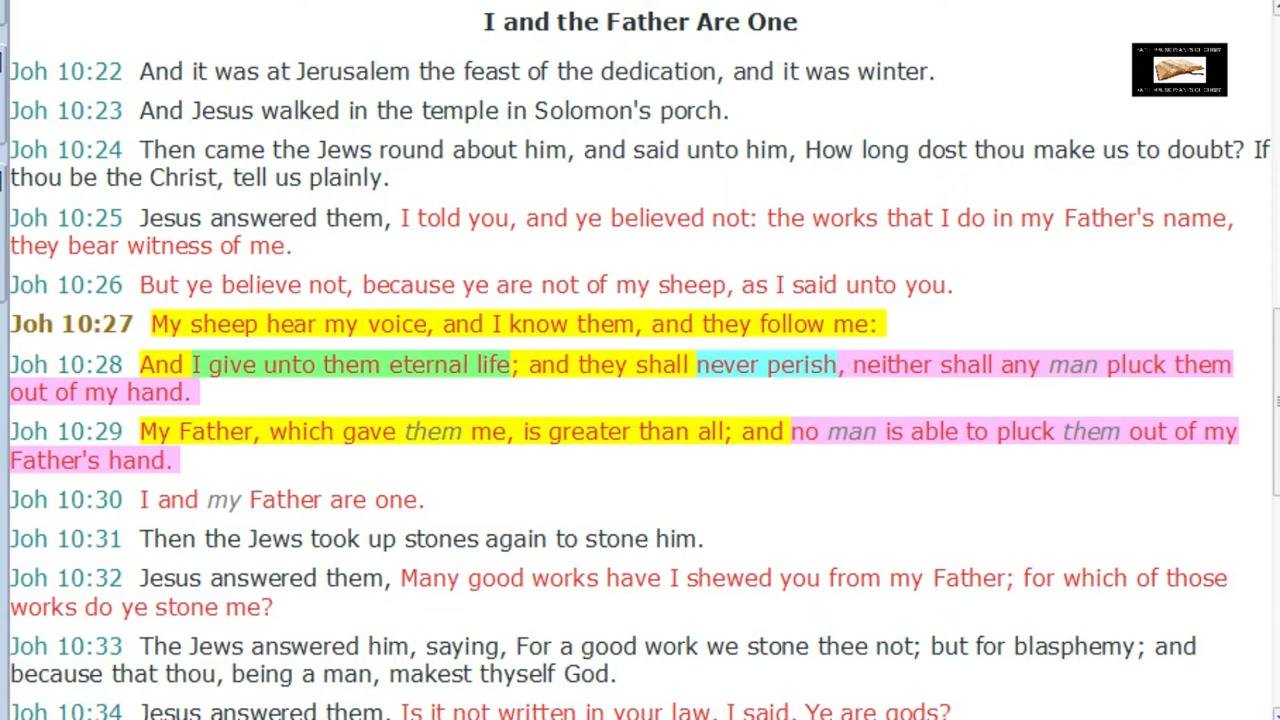 I and the Father Are One
Joh 10:22 And it was at Jerusalem the feast of the dedication, and it was winter.
Joh 10:23 And Jesus walked in the temple in Solomon's porch.
Joh 10:24 Then came the Jews round about him, and said unto him, How long dost thou make us to doubt? If
thou be the Christ, tell us plainly.
Joh 10:25 Jesus answered them, I told you, and ye believed not: the works that I do in my Father's name,
they bear witness of me.
Joh 10:26 But ye believe not, because ye are not of my sheep, as I said unto you.
Joh 10:27 My sheep hear my voice, and I know them, and they follow me:
Joh 10:28 And I give unto them eternal life; and they shall never perish, neither shall any man pluck them
out of my hand.
Joh 10:29 My Father, which gave them me, is greater than all; and no man is able to pluck them out of my
Father's hand.
Joh 10:30 I and my Father are one.
Joh 10:31 Then the Jews took up stones again to stone him.
Joh 10:32 Jesus answered them, Many good works have I shewed you from my Father; for which of those
works do ye stone me?
Joh 10:33 The Jews answered him, saying, For a good work we stone thee not; but for blasphemy; and
because that thou, being a man, makest thyself God.
Joh 10:34 Jesus answered them, Is it not written in your law, I said, Ye are gods?